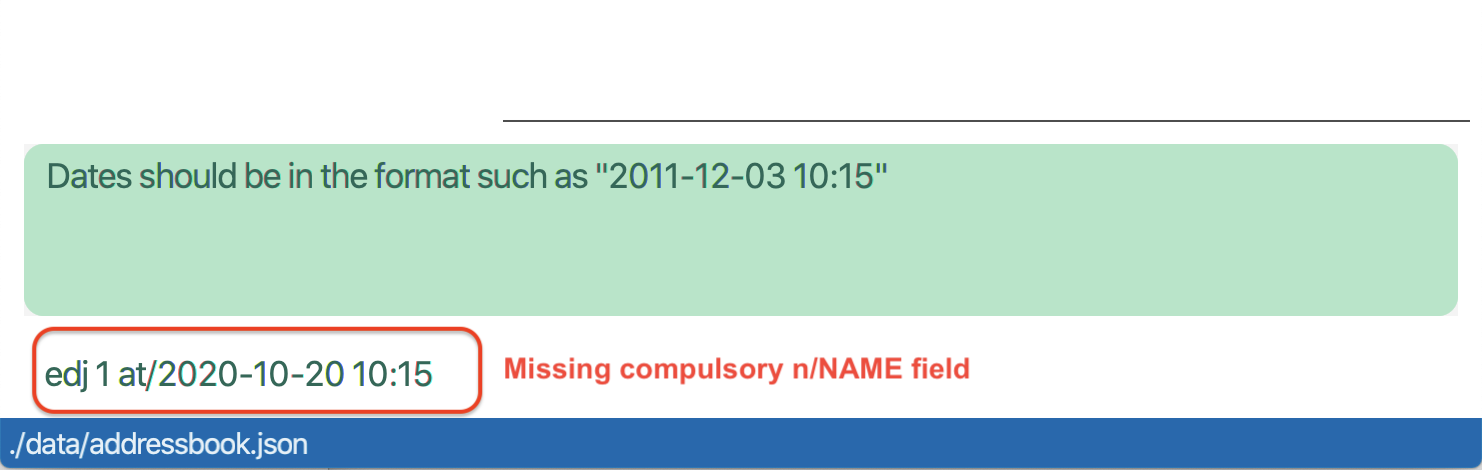 Dates should be in the format such as "2011-12-03 10:15"
edj 1 at/2020-10-20 10:15
Missing compulsory n/NAME field
./data/addressbook.json